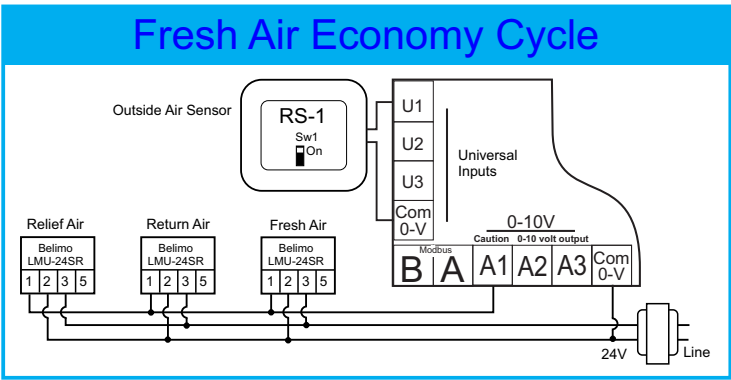 Fresh Air Economy Cycle
Outside Air Sensor
RS-1
Sw1
On
U1
U2
U3
Com
0-V
Universal
Inputs
0-10V
Caution 0-10 volt output
Modbus
B A A1 A2 A3 Com
0-V
Relief Air
Belimo
LMU-24SR
1 2 3 5
Return Air
Belimo
LMU-24SR
1 2 3 5
Fresh Air
Belimo
LMU-24SR
1 2 3 5
24V
Line